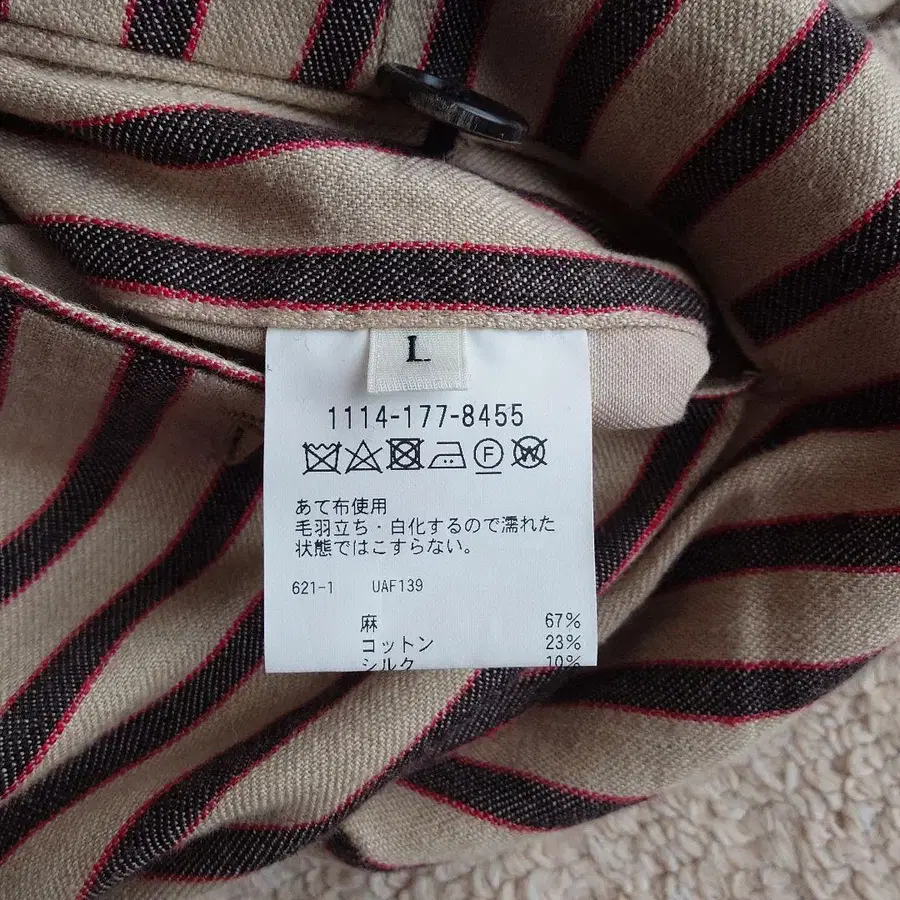 L
1114-177-8455
F W
あて布使用
毛羽立ち・白化するので濡れた
状態ではこすらない。
621-1 UAF139
麻 67%
コットン 23%
シルク 10%